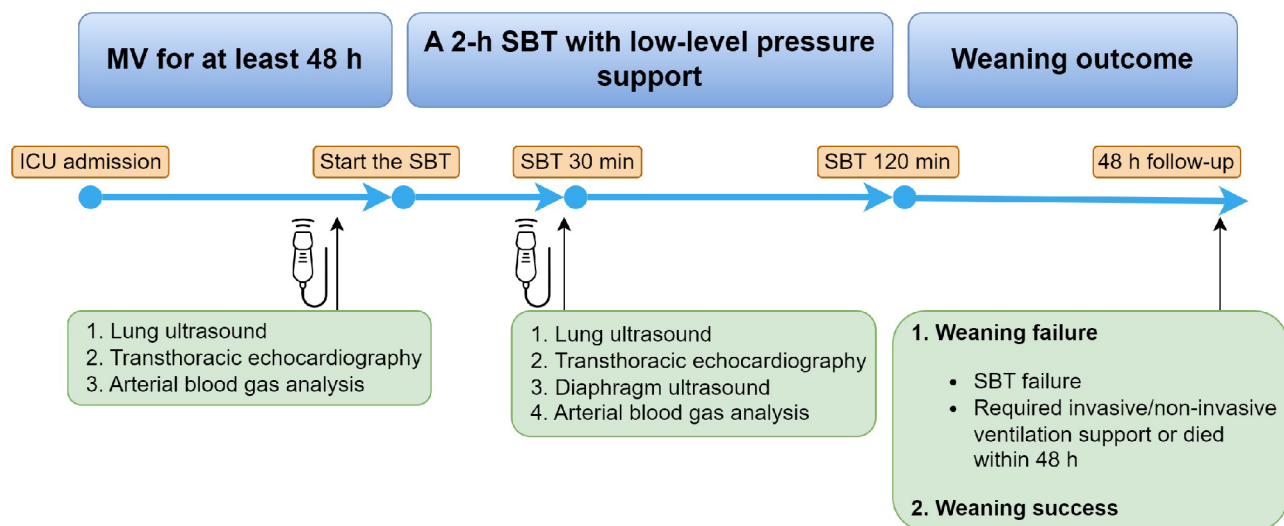 MV for at least 48 h
A 2-h SBT with low-level pressure
support
Weaning outcome
ICU admission
Start the SBT
SBT 30 min
SBT 120 min
48 h follow-up
1. Lung ultrasound
2. Transthoracic echocardiography
3. Arterial blood gas analysis
1. Lung ultrasound
2. Transthoracic echocardiography
3. Diaphragm ultrasound
4. Arterial blood gas analysis
1. Weaning failure
• SBT failure
• Required invasive/non-invasive
ventilation support or died
within 48 h
2. Weaning success